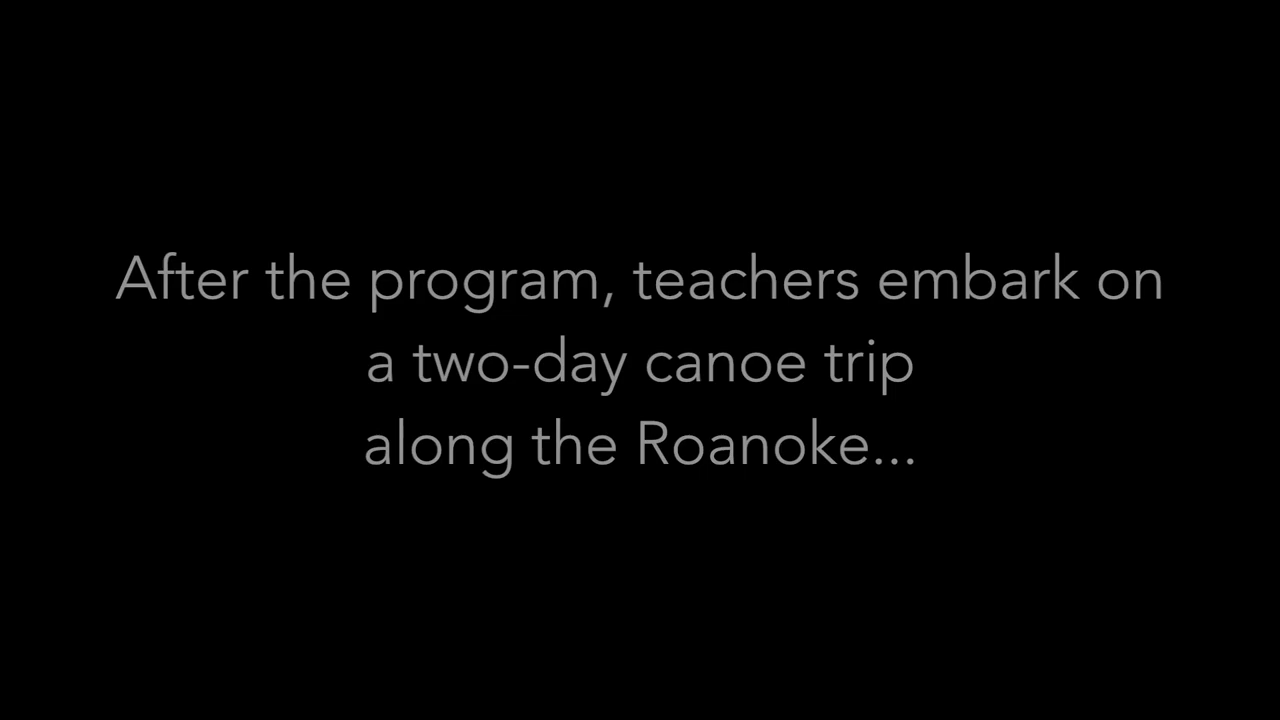 After the program, teachers embark on
a two-day canoe trip
along the Roanoke...